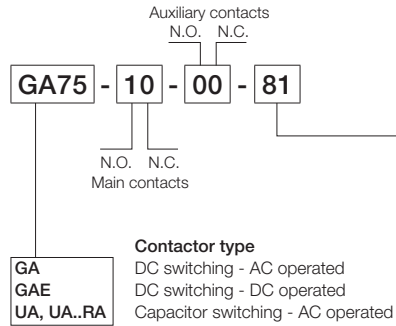 Auxiliary contacts
N.O. N.C.
GA75 - 10 - 00 - 81
N.O. N.C.
Main contacts
Contactor type
GA DC switching - AC operated
GAE DC switching - DC operated
UA, UA..RA Capacitor switching - AC operated